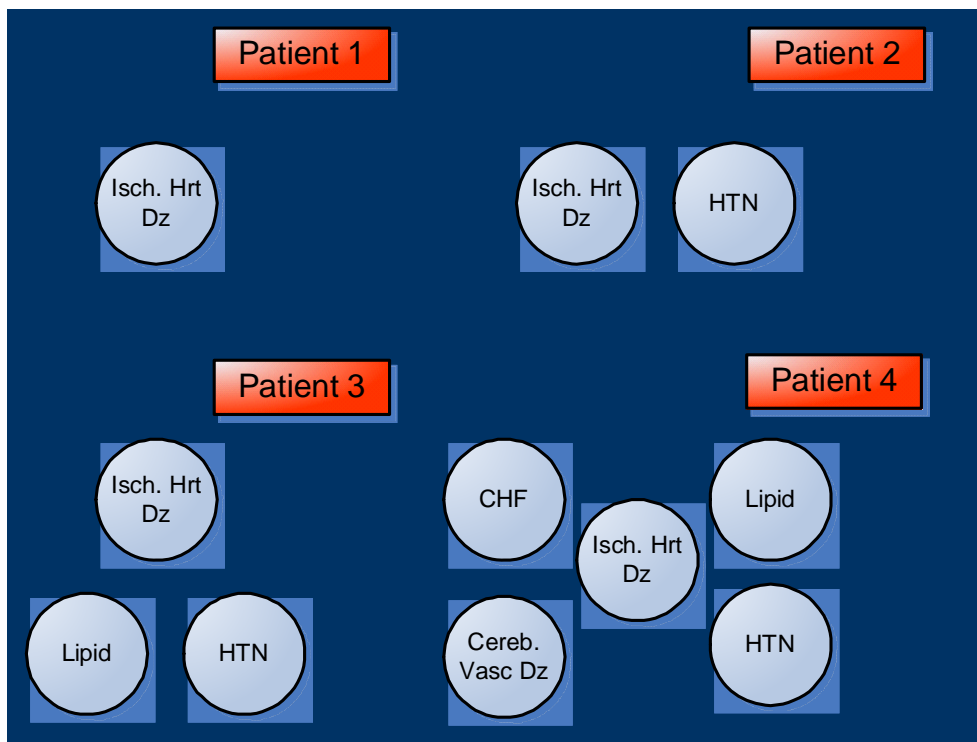 Patient 1
Isch. Hrt
Dz
Patient 2
Isch. Hrt
Dz
HTN
Patient 3
Isch. Hrt
Dz
Lipid
HTN
Patient 4
CHF
Lipid
Isch. Hrt
Dz
Cereb.
Vasc Dz
HTN